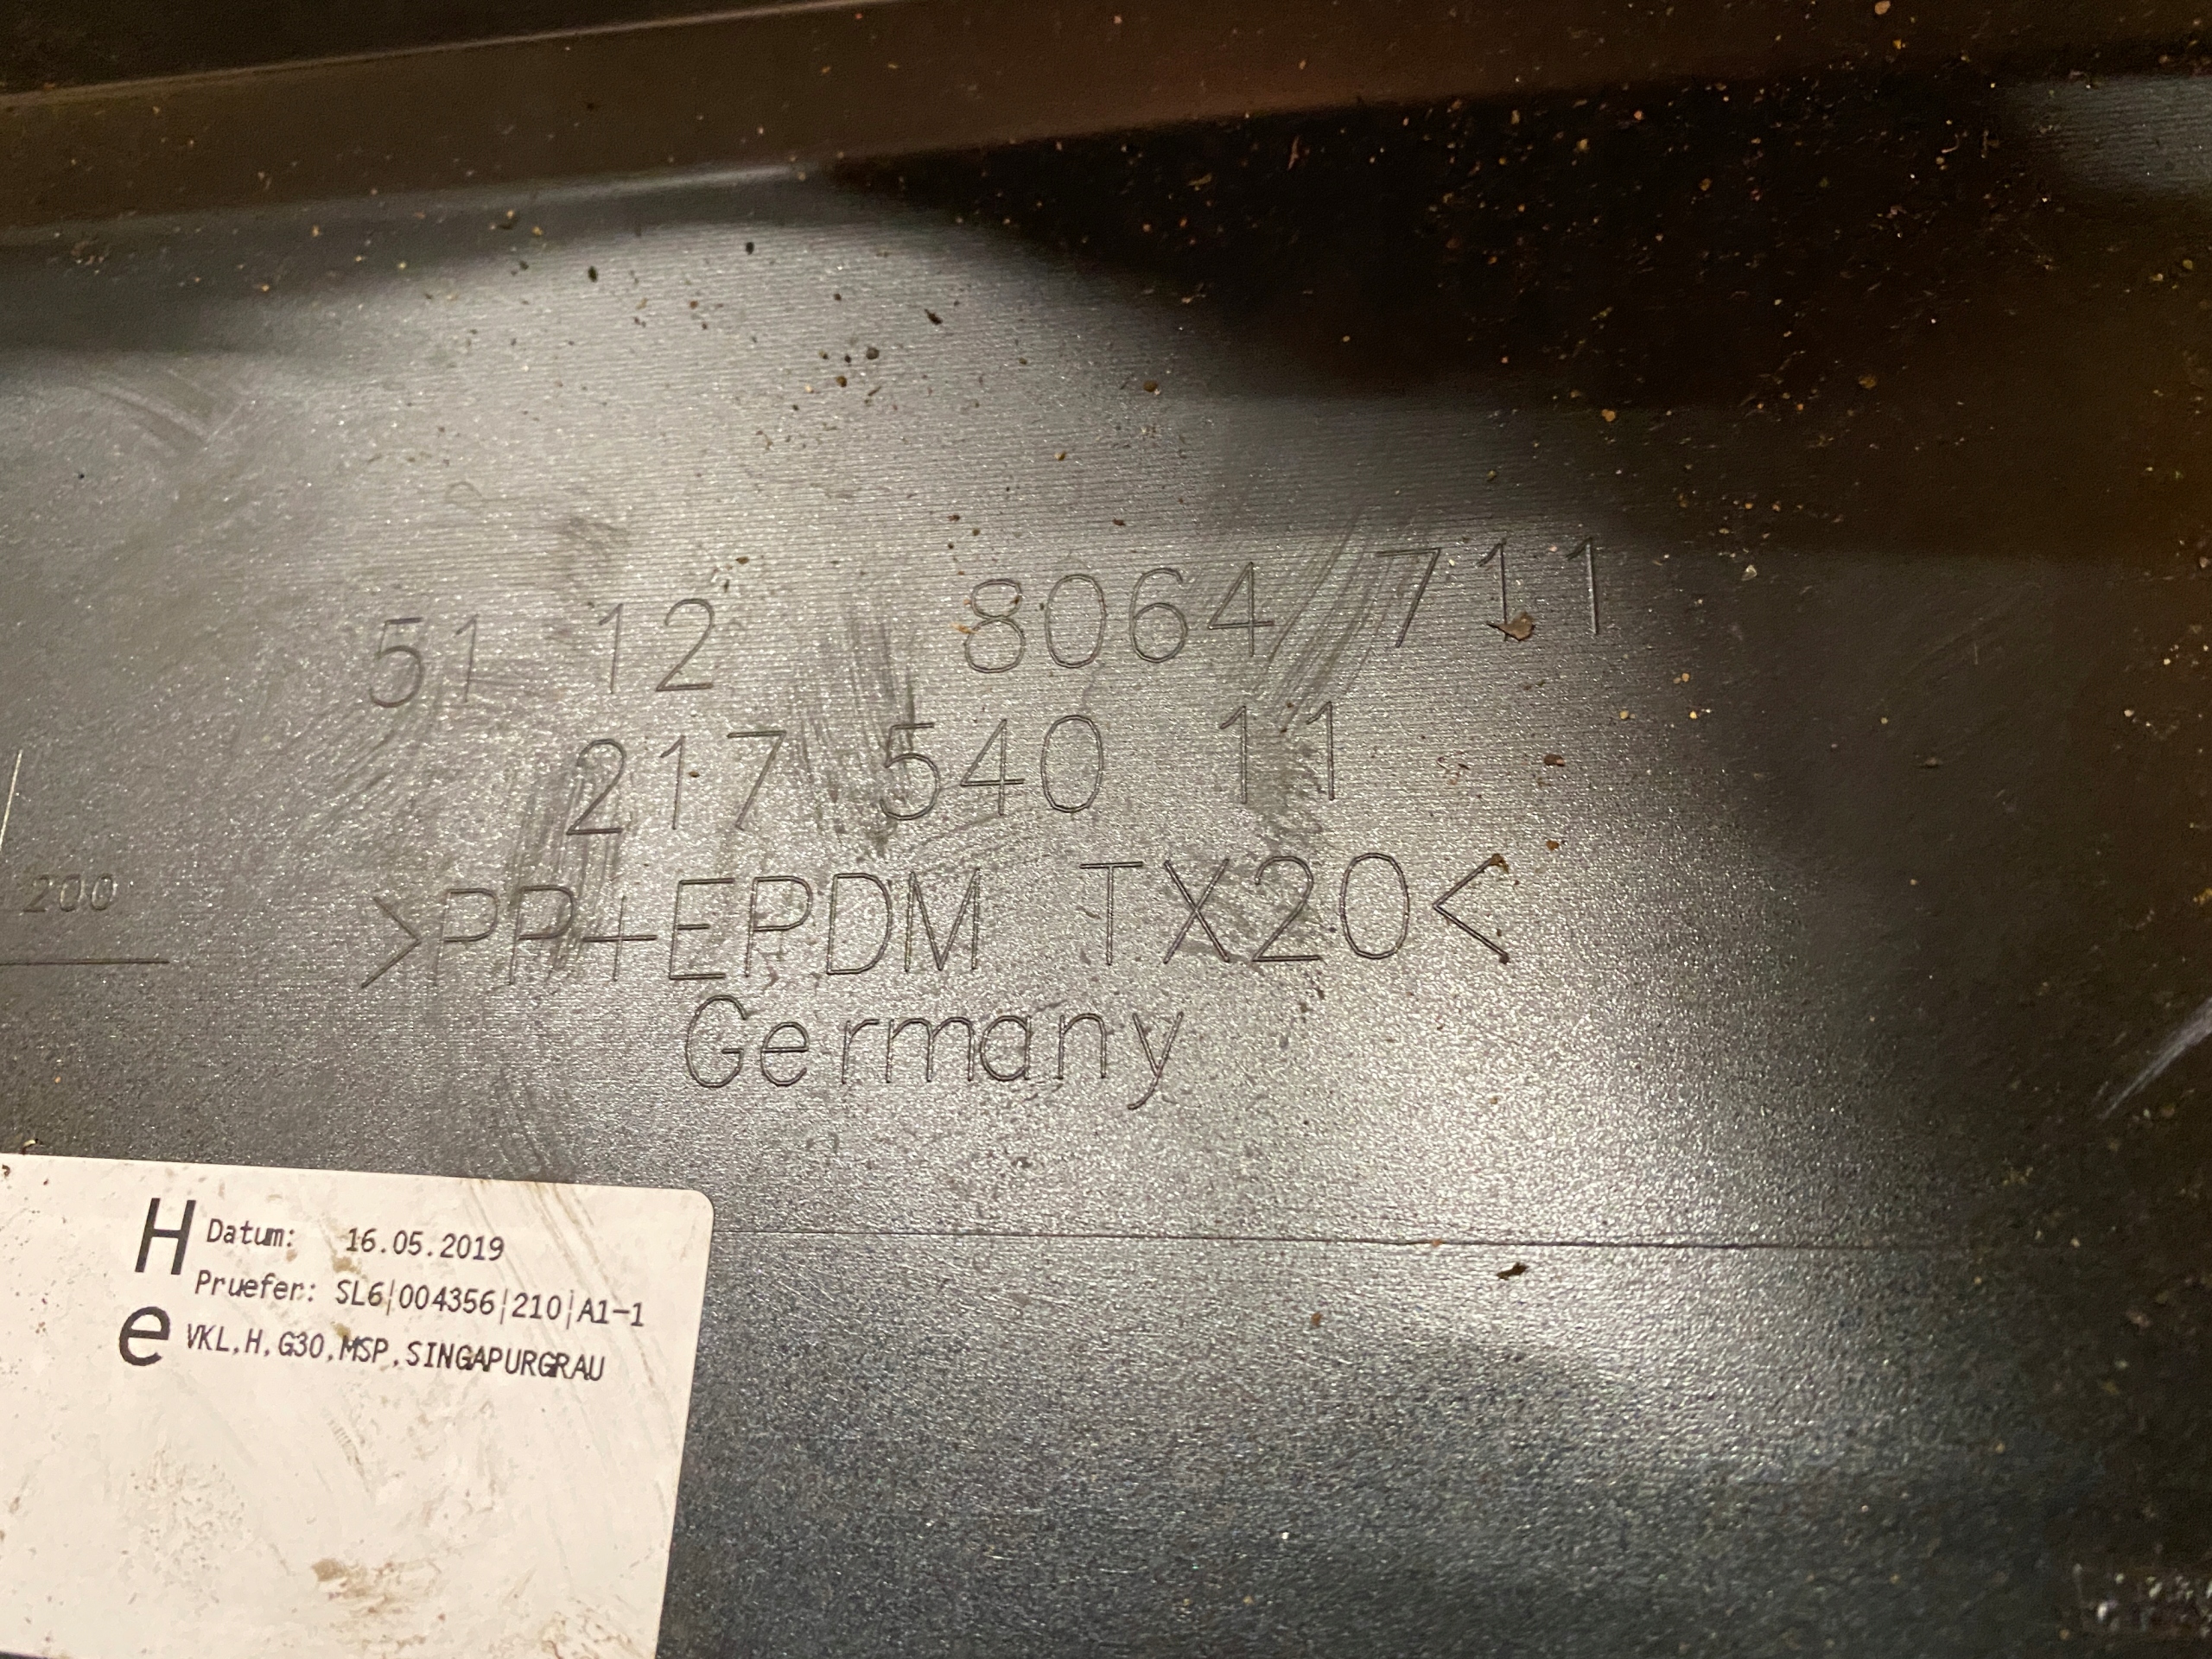 51 12 8064 711
217 540 11
>PP+EPDM TX20<
Germany
200
H Datum: 16.05.2019
Pruefer: SL6|004356|210|A1-1
e VKL,H,G30,MSP,SINGAPURGRAU